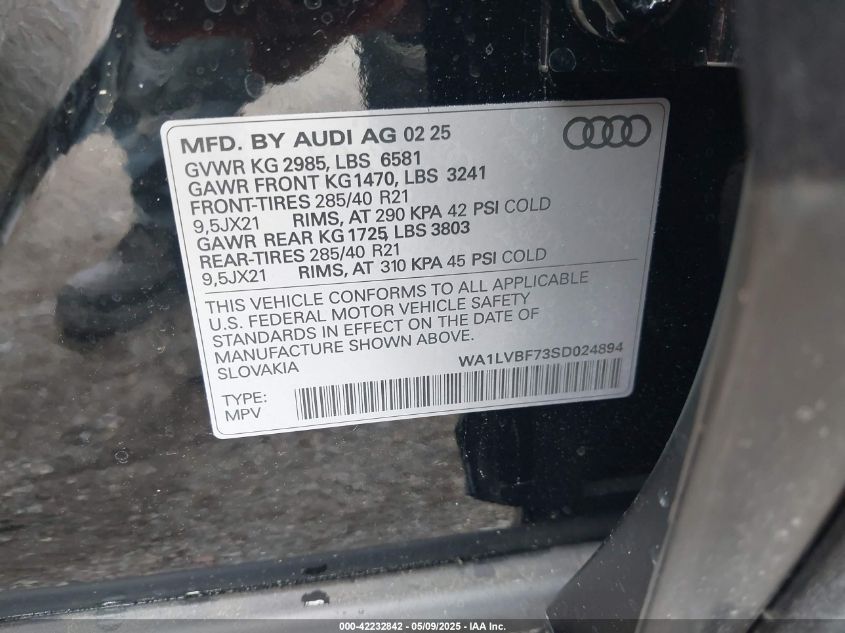 MFD. BY AUDI AG 02 25
GVWR KG 2985, LBS 6581
GAWR FRONT KG1470, LBS 3241
FRONT-TIRES 285/40 R21
9,5JX21 RIMS, AT 290 KPA 42 PSI COLD
GAWR REAR KG 1725, LBS 3803
REAR-TIRES 285/40 R21
9,5JX21 RIMS, AT 310 KPA 45 PSI COLD
THIS VEHICLE CONFORMS TO ALL APPLICABLE
U.S. FEDERAL MOTOR VEHICLE SAFETY
STANDARDS IN EFFECT ON THE DATE OF
MANUFACTURE SHOWN ABOVE.
SLOVAKIA WA1LVBF73SD024894
TYPE:
MPV
000-42232842 - 05/09/2025 - IAA Inc.